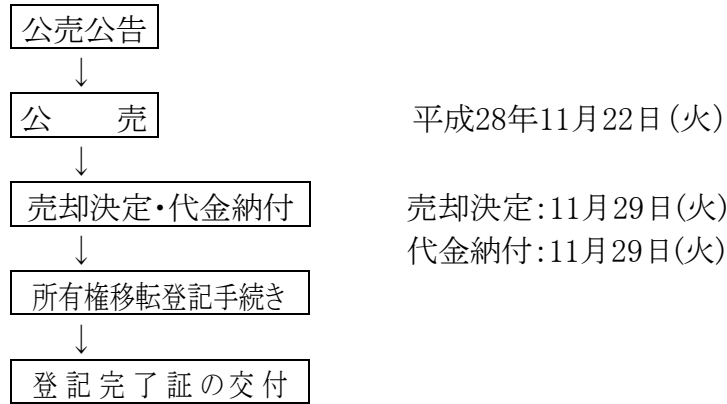 公売公告
↓
公　　売　　平成28年11月22日(火)
↓
売却決定・代金納付　　売却決定:11月29日(火)
↓　　代金納付:11月29日(火)
所有権移転登記手続き
↓
登記完了証の交付